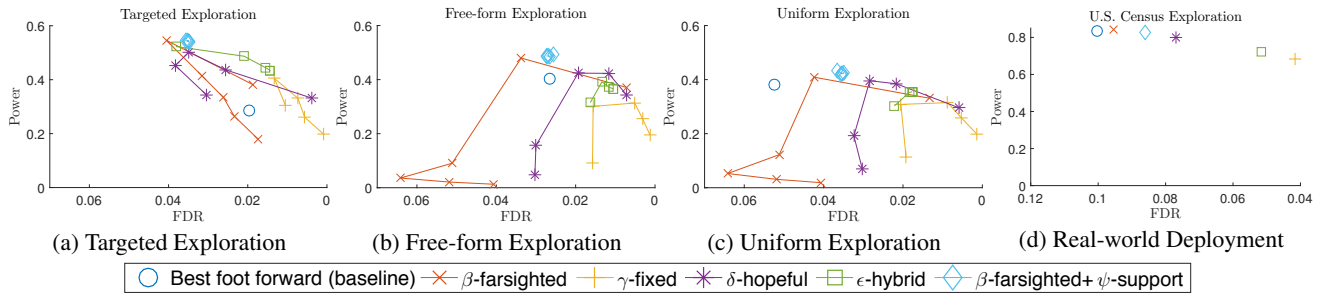 Targeted Exploration
0.6
0.4
0.2
0
Power
0.06 0.04 0.02 0
FDR
(a) Targeted Exploration
Free-form Exploration
0.6
0.4
0.2
0
Power
0.06 0.04 0.02 0
FDR
(b) Free-form Exploration
Uniform Exploration
0.6
0.4
0.2
0
Power
0.06 0.04 0.02 0
FDR
(c) Uniform Exploration
U.S. Census Exploration
0.8
0.6
0.4
0.2
0
Power
0.12 0.1 0.08 0.06 0.04
FDR
(d) Real-world Deployment
Best foot forward (baseline) β-farsighted γ-fixed δ-hopeful ϵ-hybrid β-farsighted+ ψ-support